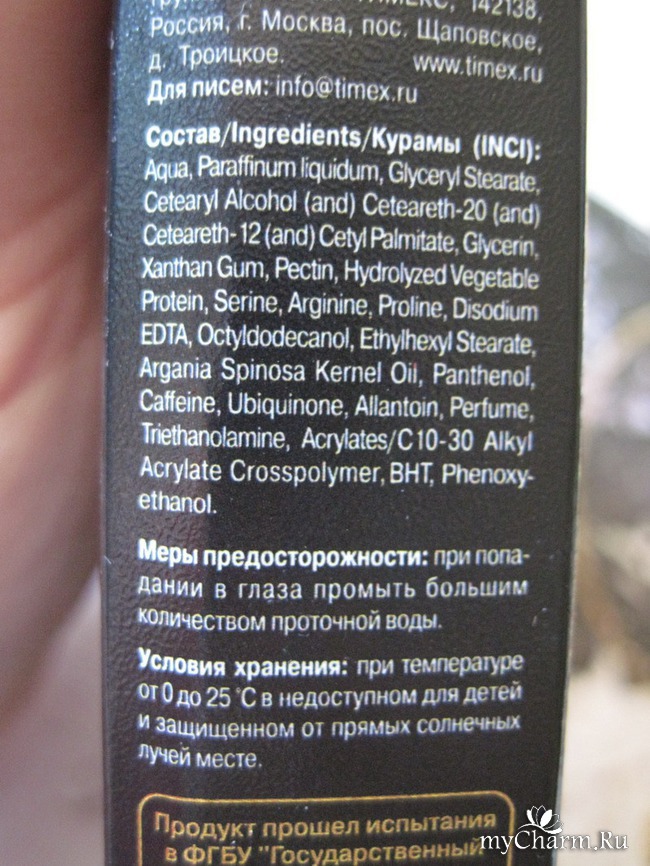 ТИМЕКС, 142138,
Россия, г. Москва, пос. Щаповское,
д. Троицкое. www.timex.ru
Для писем: info@timex.ru
Состав/Ingredients/Курамы (INCI):
Aqua, Paraffinum liquidum, Glyceryl Stearate,
Cetearyl Alcohol (and) Ceteareth-20 (and)
Ceteareth-12 (and) Cetyl Palmitate, Glycerin,
Xanthan Gum, Pectin, Hydrolyzed Vegetable
Protein, Serine, Arginine, Proline, Disodium
EDTA, Octyldodecanol, Ethylhexyl Stearate,
Argania Spinosa Kernel Oil, Panthenol,
Caffeine, Ubiquinone, Allantoin, Perfume,
Triethanolamine, Acrylates/C10-30 Alkyl
Acrylate Crosspolymer, BHT, Phenoxy-
ethanol.
Меры предосторожности: при попа-
дании в глаза промыть большим
количеством проточной воды.
Условия хранения: при температуре
от 0 до 25 °С в недоступном для детей
и защищенном от прямых солнечных
лучей месте.
Продукт прошел испытания
в ФГБУ "Государственный
myCharm.Ru